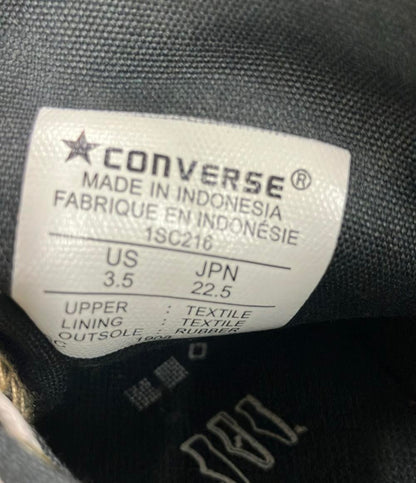 ★CONVERSE®
MADE IN INDONESIA
FABRIQUE EN INDONÉSIE
1SC216
US JPN
3.5 22.5
UPPER : TEXTILE
LINING : TEXTILE
OUTSOLE : RUBBER
C 1908